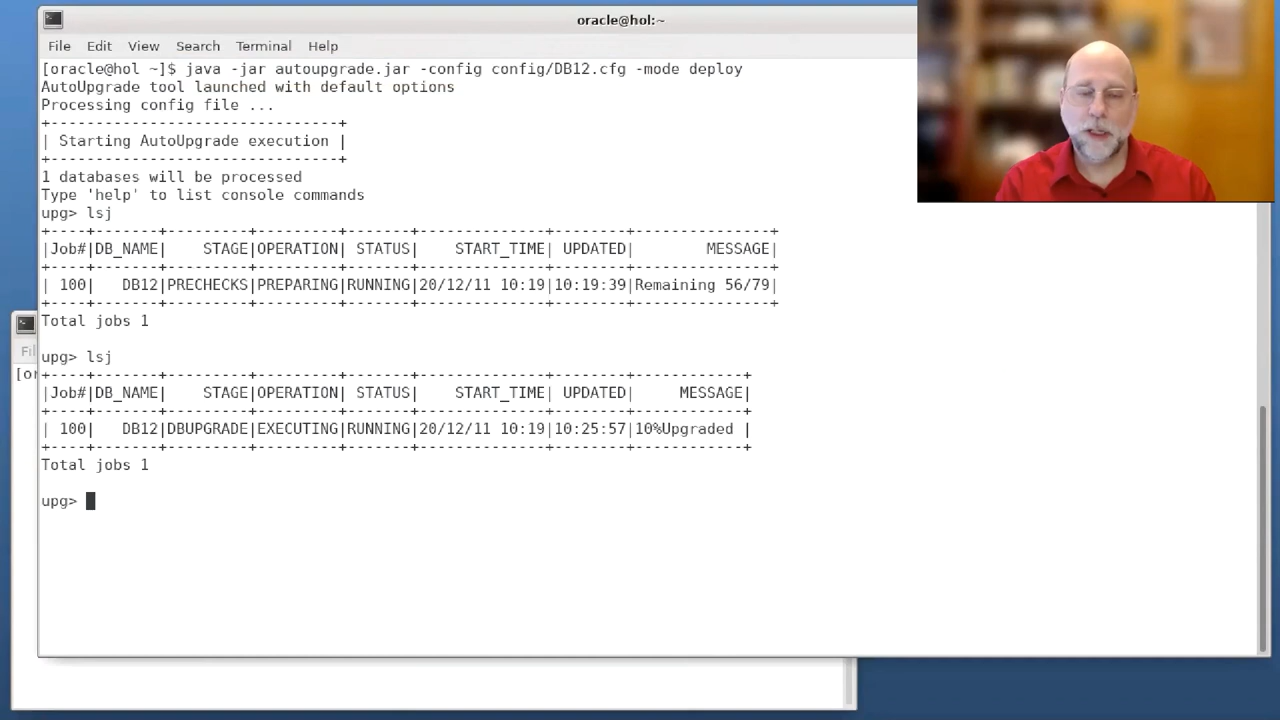 oracle@hol:~
File Edit View Search Terminal Help
[oracle@hol ~]$ java -jar autoupgrade.jar -config config/DB12.cfg -mode deploy
AutoUpgrade tool launched with default options
Processing config file ...
+--------------------------------+
| Starting AutoUpgrade execution |
+--------------------------------+
1 databases will be processed
Type 'help' to list console commands
upg> lsj
+----+-------+---------+---------+-------+--------------+--------+---------------+
|Job#|DB_NAME|    STAGE|OPERATION| STATUS|    START_TIME| UPDATED|        MESSAGE|
+----+-------+---------+---------+-------+--------------+--------+---------------+
| 100|   DB12|PRECHECKS|PREPARING|RUNNING|20/12/11 10:19|10:19:39|Remaining 56/79|
+----+-------+---------+---------+-------+--------------+--------+---------------+
Total jobs 1
upg> lsj
+----+-------+---------+---------+-------+--------------+--------+------------+
|Job#|DB_NAME|    STAGE|OPERATION| STATUS|    START_TIME| UPDATED|     MESSAGE|
+----+-------+---------+---------+-------+--------------+--------+------------+
| 100|   DB12|DBUPGRADE|EXECUTING|RUNNING|20/12/11 10:19|10:25:57|10%Upgraded |
+----+-------+---------+---------+-------+--------------+--------+------------+
Total jobs 1
upg>
Fi
[or